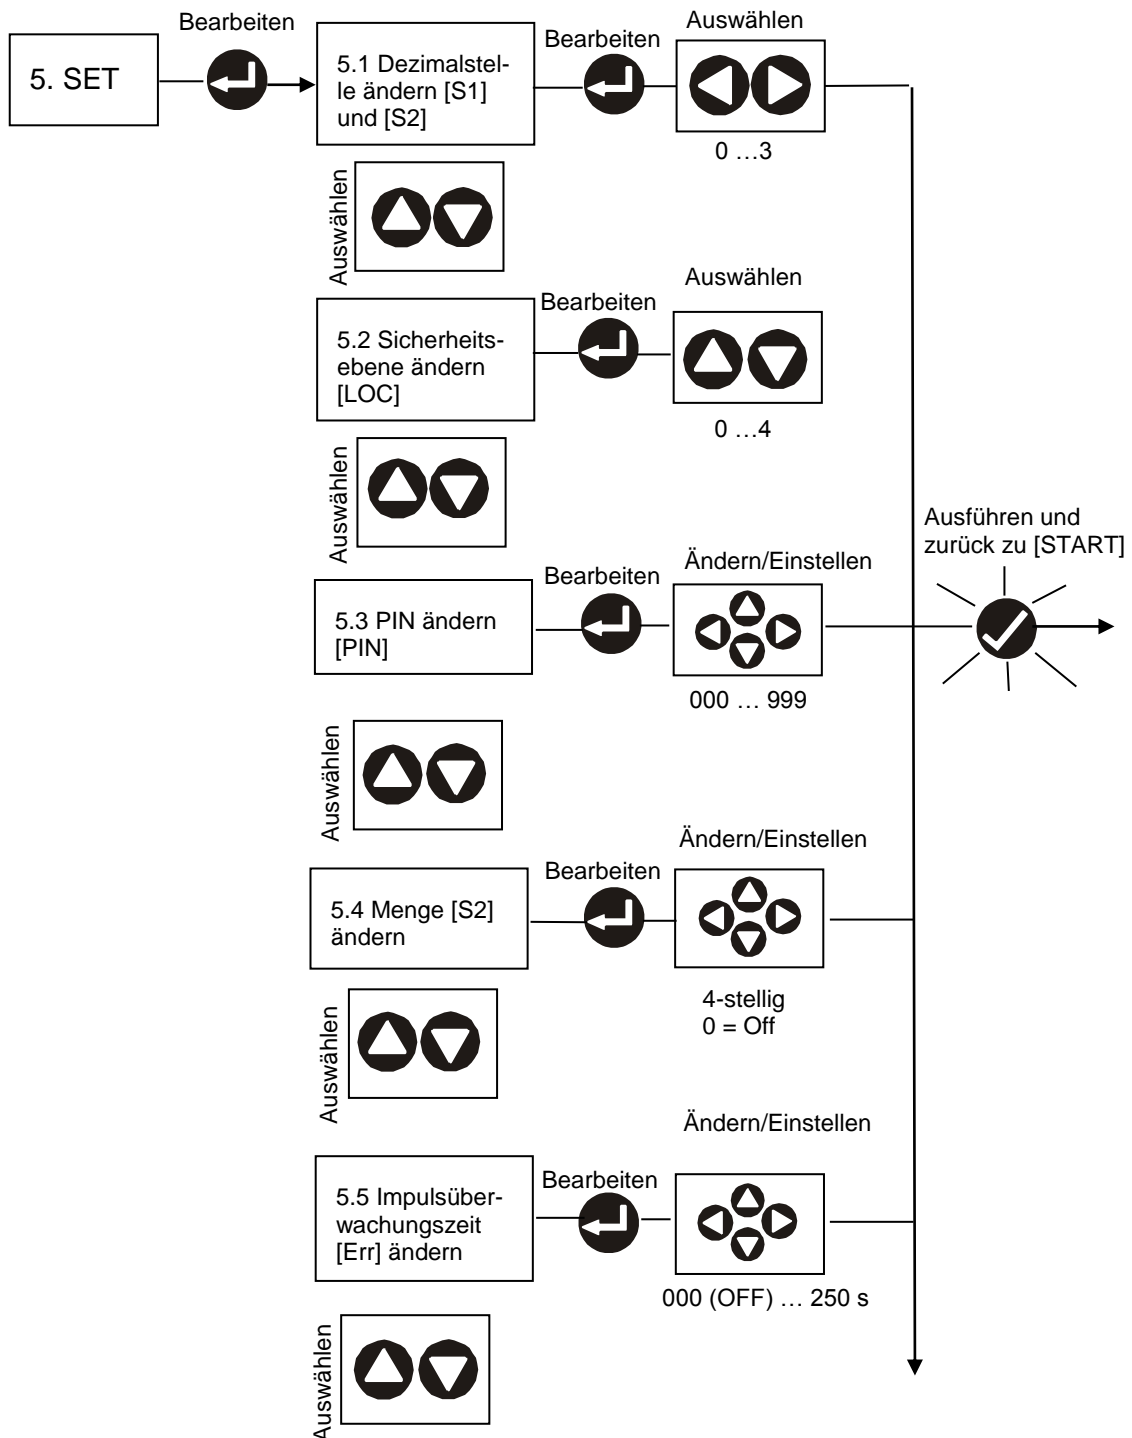 5. SET
Bearbeiten
5.1 Dezimalstel-
le ändern [S1]
und [S2]
Bearbeiten
Auswählen
0 …3
Auswählen
5.2 Sicherheits-
ebene ändern
[LOC]
Bearbeiten
Auswählen
0 …4
Auswählen
5.3 PIN ändern
[PIN]
Bearbeiten
Ändern/Einstellen
000 … 999
Ausführen und
zurück zu [START]
Auswählen
5.4 Menge [S2]
ändern
Bearbeiten
Ändern/Einstellen
4-stellig
0 = Off
Auswählen
5.5 Impulsüber-
wachungszeit
[Err] ändern
Bearbeiten
Ändern/Einstellen
000 (OFF) … 250 s
Auswählen